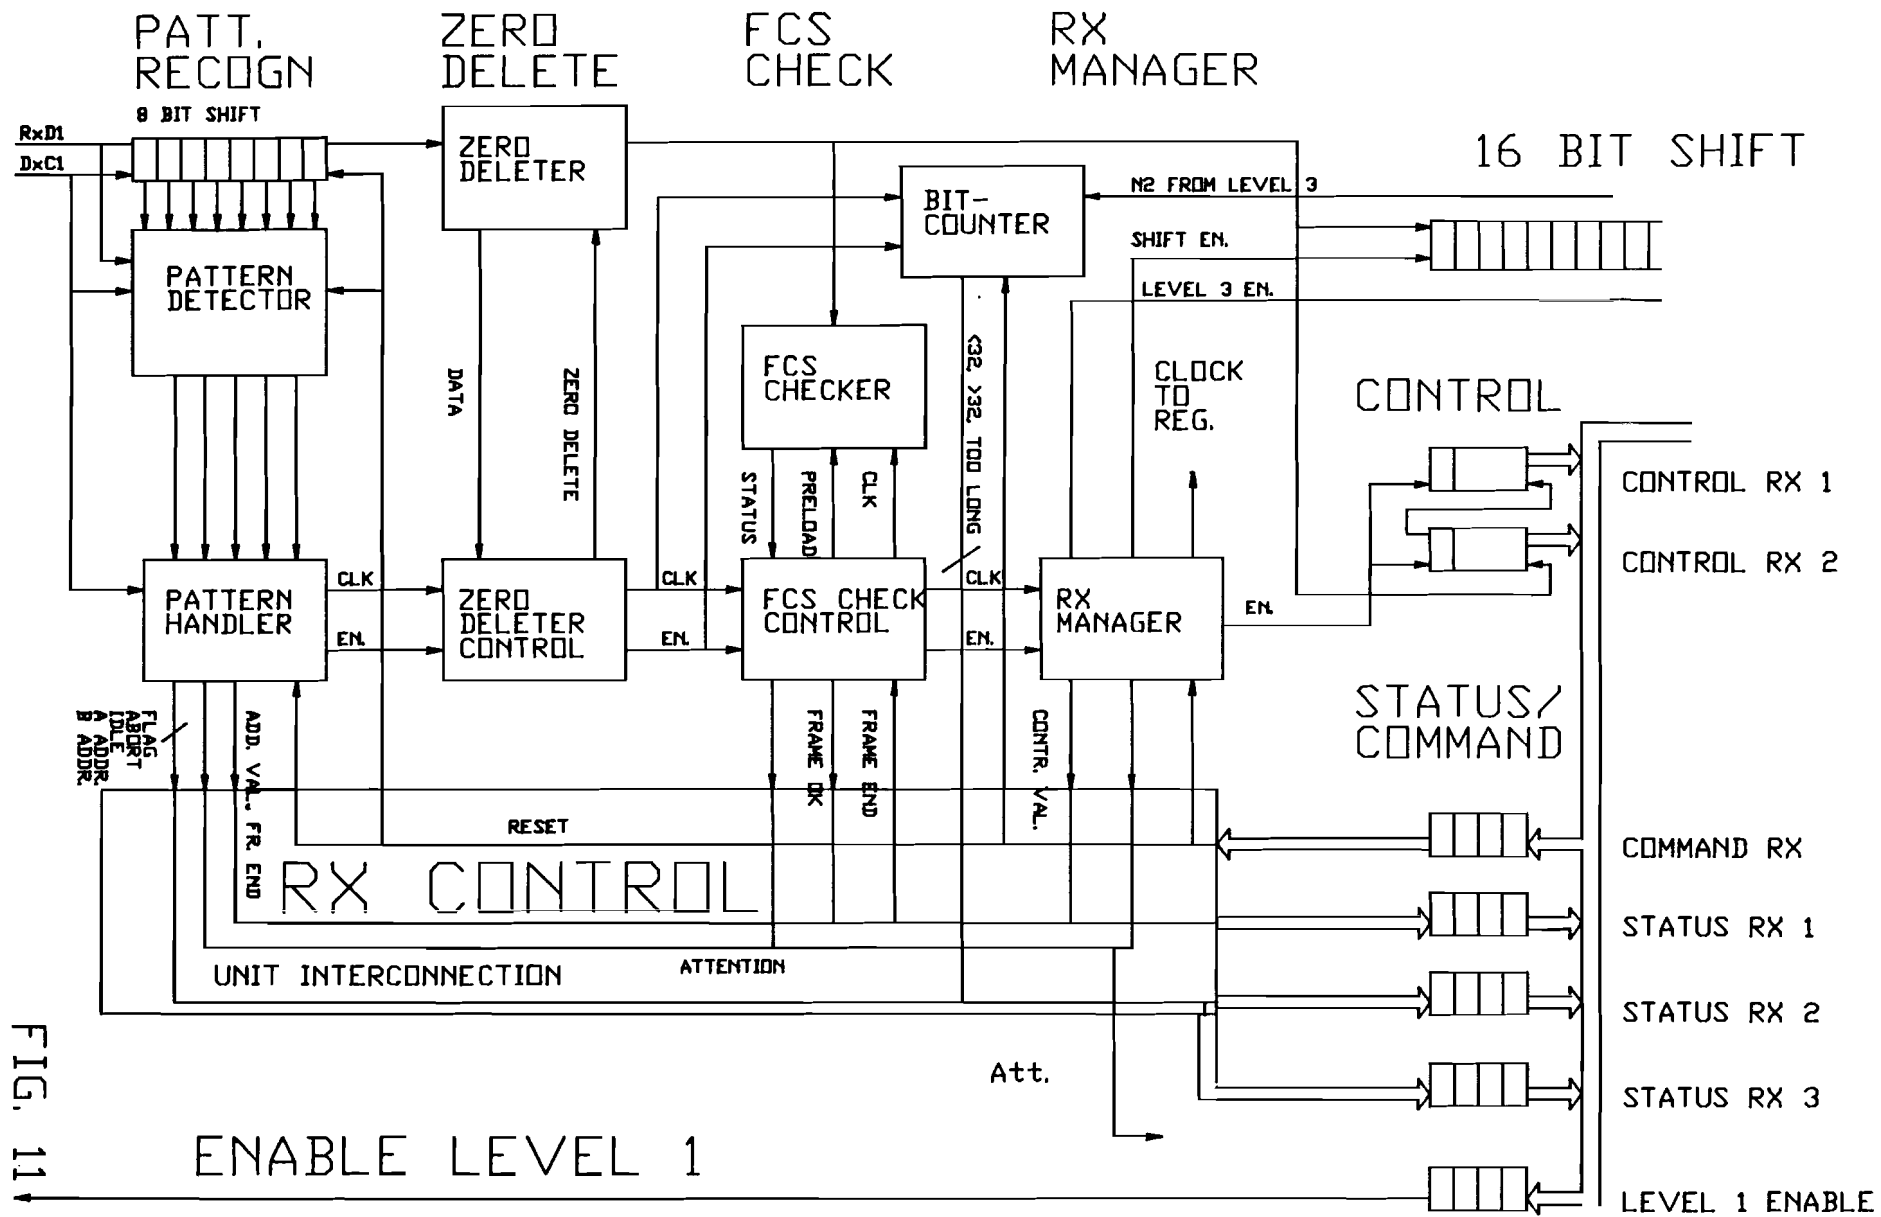 PATT.
RECOGN
ZERO
DELETE
FCS
CHECK
RX
MANAGER
8 BIT SHIFT
RxD1
DxC1
ZERO
DELETER
16 BIT SHIFT
N2 FROM LEVEL 3
BIT-
COUNTER
SHIFT EN.
LEVEL 3 EN.
PATTERN
DETECTOR
DATA
ZERO DELETE
FCS
CHECKER
<32, >32, TOO LONG
CLOCK
TO
REG.
CONTROL
STATUS
PRELOAD
CLK
CONTROL RX 1
CONTROL RX 2
PATTERN
HANDLER
CLK
EN.
ZERO
DELETER
CONTROL
CLK
EN.
FCS CHECK
CONTROL
CLK
EN.
RX
MANAGER
EN.
FLAG
ABORT
IDLE
A ADDR.
B ADDR.
ADD. VAL., FR. END
FRAME OK
FRAME END
CONTR. VAL.
STATUS/
COMMAND
RESET
RX CONTROL
COMMAND RX
STATUS RX 1
UNIT INTERCONNECTION
ATTENTION
STATUS RX 2
Att.
STATUS RX 3
FIG. 11
ENABLE LEVEL 1
LEVEL 1 ENABLE